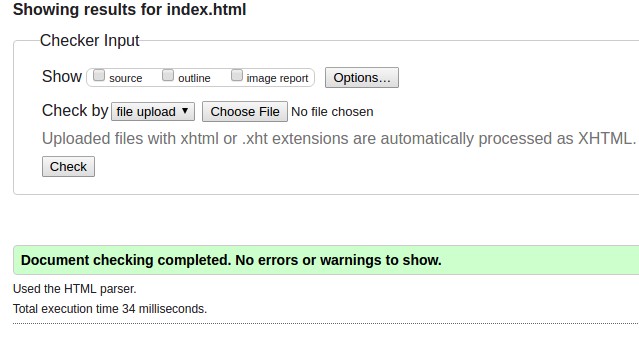 Showing results for index.html
Checker Input
Show source outline image report Options...
Check by file upload Choose File No file chosen
Uploaded files with xhtml or .xht extensions are automatically processed as XHTML.
Check
Document checking completed. No errors or warnings to show.
Used the HTML parser.
Total execution time 34 milliseconds.